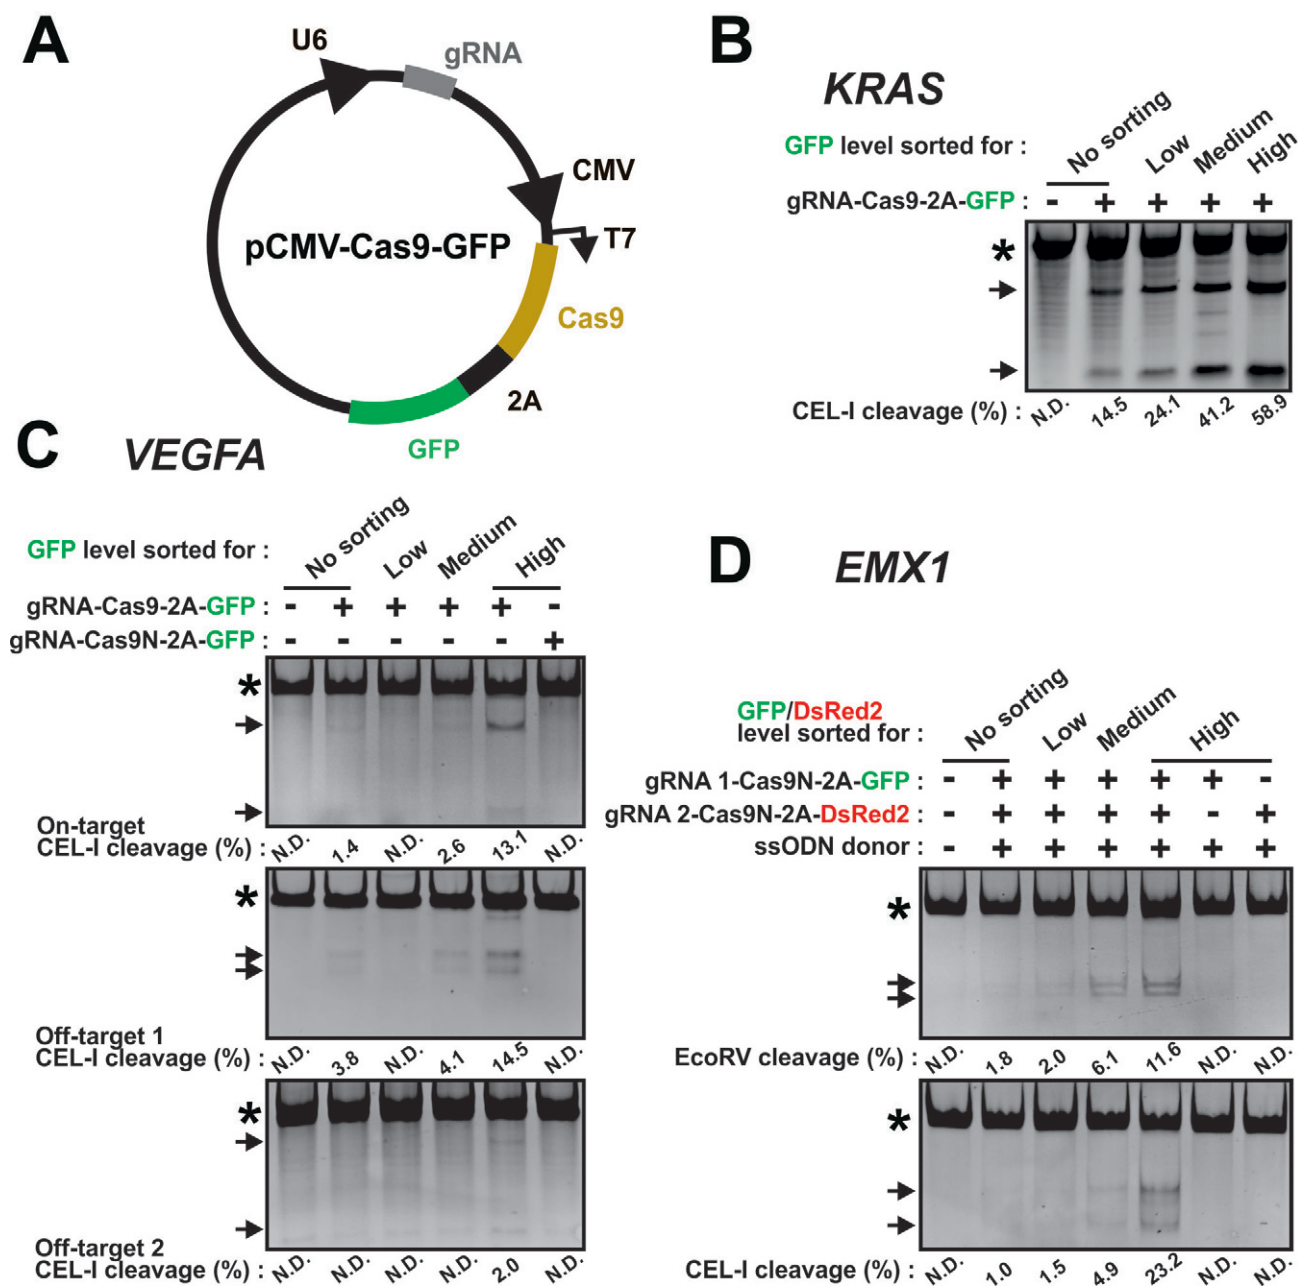 A
U6
gRNA
CMV
T7
pCMV-Cas9-GFP
Cas9
2A
GFP
B
KRAS
GFP level sorted for :
No sorting
Low
Medium
High
gRNA-Cas9-2A-GFP : - + + + +
*
CEL-I cleavage (%) : N.D. 14.5 24.1 41.2 58.9
C
VEGFA
GFP level sorted for :
No sorting
Low
Medium
High
gRNA-Cas9-2A-GFP : - + + + + -
gRNA-Cas9N-2A-GFP : - - - - - +
*
On-target
CEL-I cleavage (%) : N.D. 1.4 N.D. 2.6 13.1 N.D.
*
Off-target 1
CEL-I cleavage (%) : N.D. 3.8 N.D. 4.1 14.5 N.D.
*
Off-target 2
CEL-I cleavage (%) : N.D. N.D. N.D. N.D. 2.0 N.D.
D
EMX1
GFP/DsRed2
level sorted for :
No sorting
Low
Medium
High
gRNA 1-Cas9N-2A-GFP : - + + + + + -
gRNA 2-Cas9N-2A-DsRed2 : - + + + + - +
ssODN donor : - + + + + + +
*
EcoRV cleavage (%) : N.D. 1.8 2.0 6.1 11.6 N.D. N.D.
*
CEL-I cleavage (%) : N.D. 1.0 1.5 4.9 23.2 N.D. N.D.